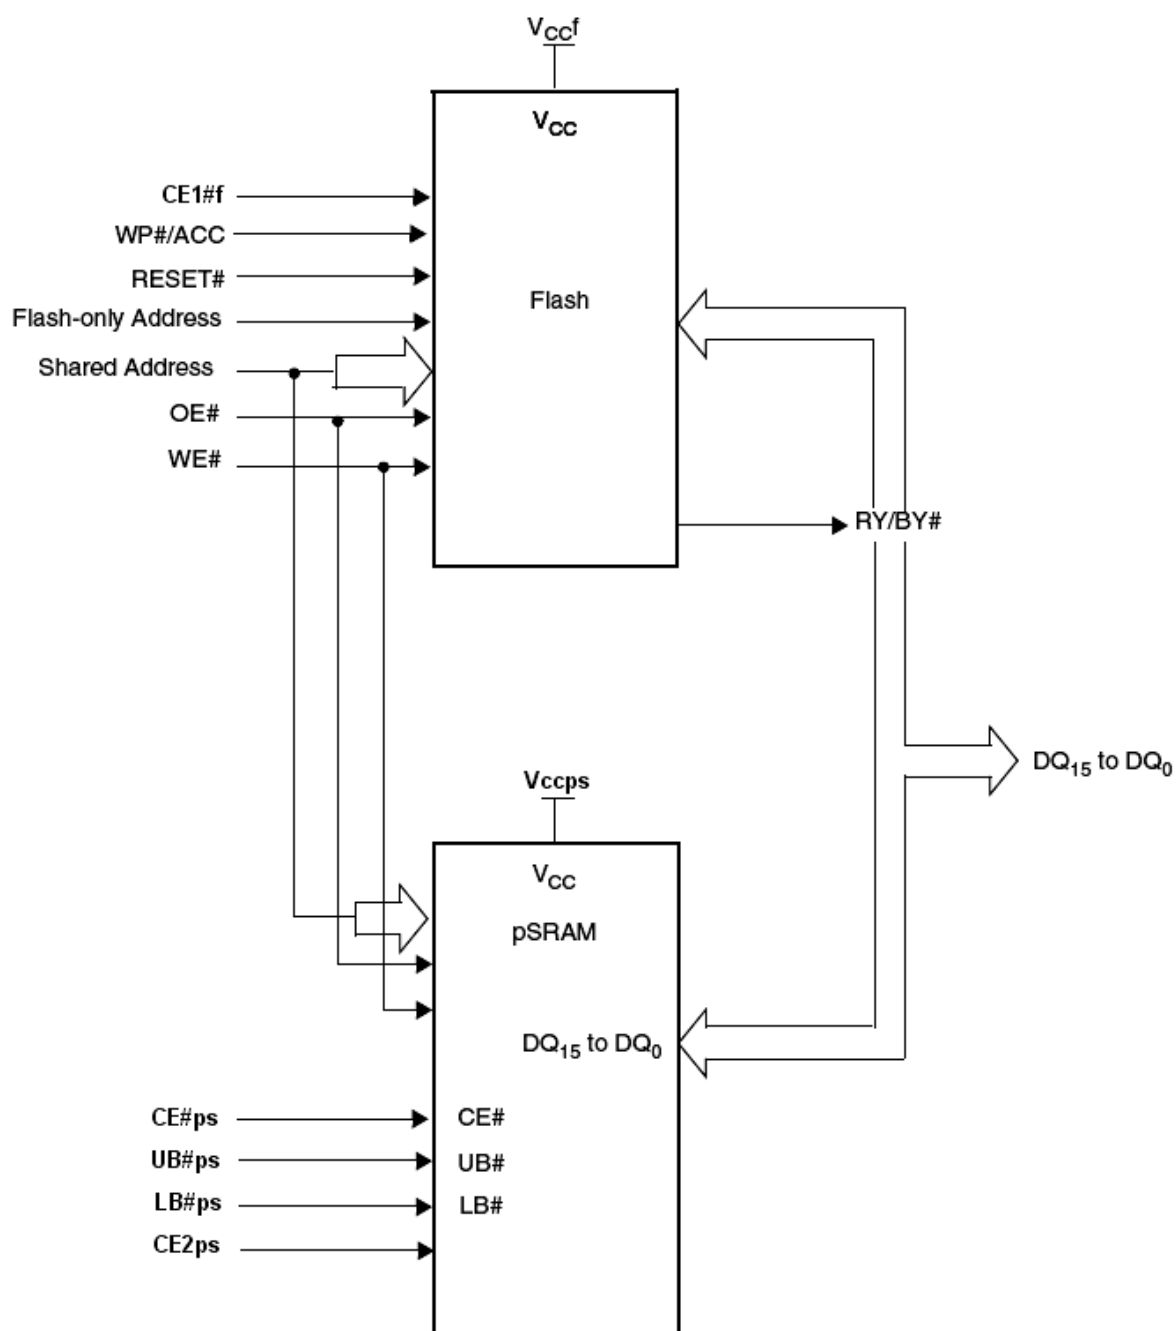 VCCf
VCC
CE1#f
WP#/ACC
RESET#
Flash
Flash-only Address
Shared Address
OE#
WE#
RY/BY#
DQ15 to DQ0
Vccps
VCC
pSRAM
DQ15 to DQ0
CE#ps CE#
UB#ps UB#
LB#ps LB#
CE2ps